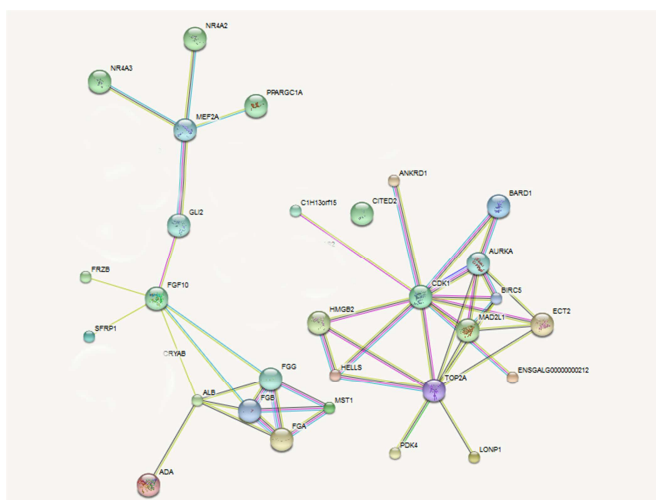 NR4A2
NR4A3
PPARGC1A
MEF2A
ANKRD1
BARD1
C1H13orf15
CITED2
GLI2
AURKA
FRZB
FGF10
CDK1
BIRC5
HMGB2
MAD2L1
ECT2
SFRP1
CRYAB
FGG
HELLS
TOP2A
ENSGALG00000000212
ALB
FGB
MST1
FGA
PDK4
LONP1
ADA